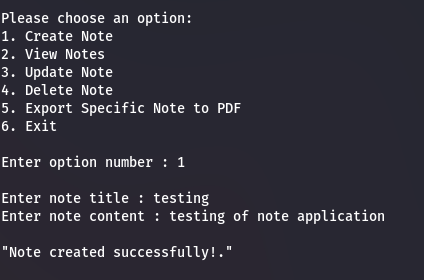 Please choose an option:
1. Create Note
2. View Notes
3. Update Note
4. Delete Note
5. Export Specific Note to PDF
6. Exit
Enter option number : 1
Enter note title : testing
Enter note content : testing of note application
"Note created successfully!."